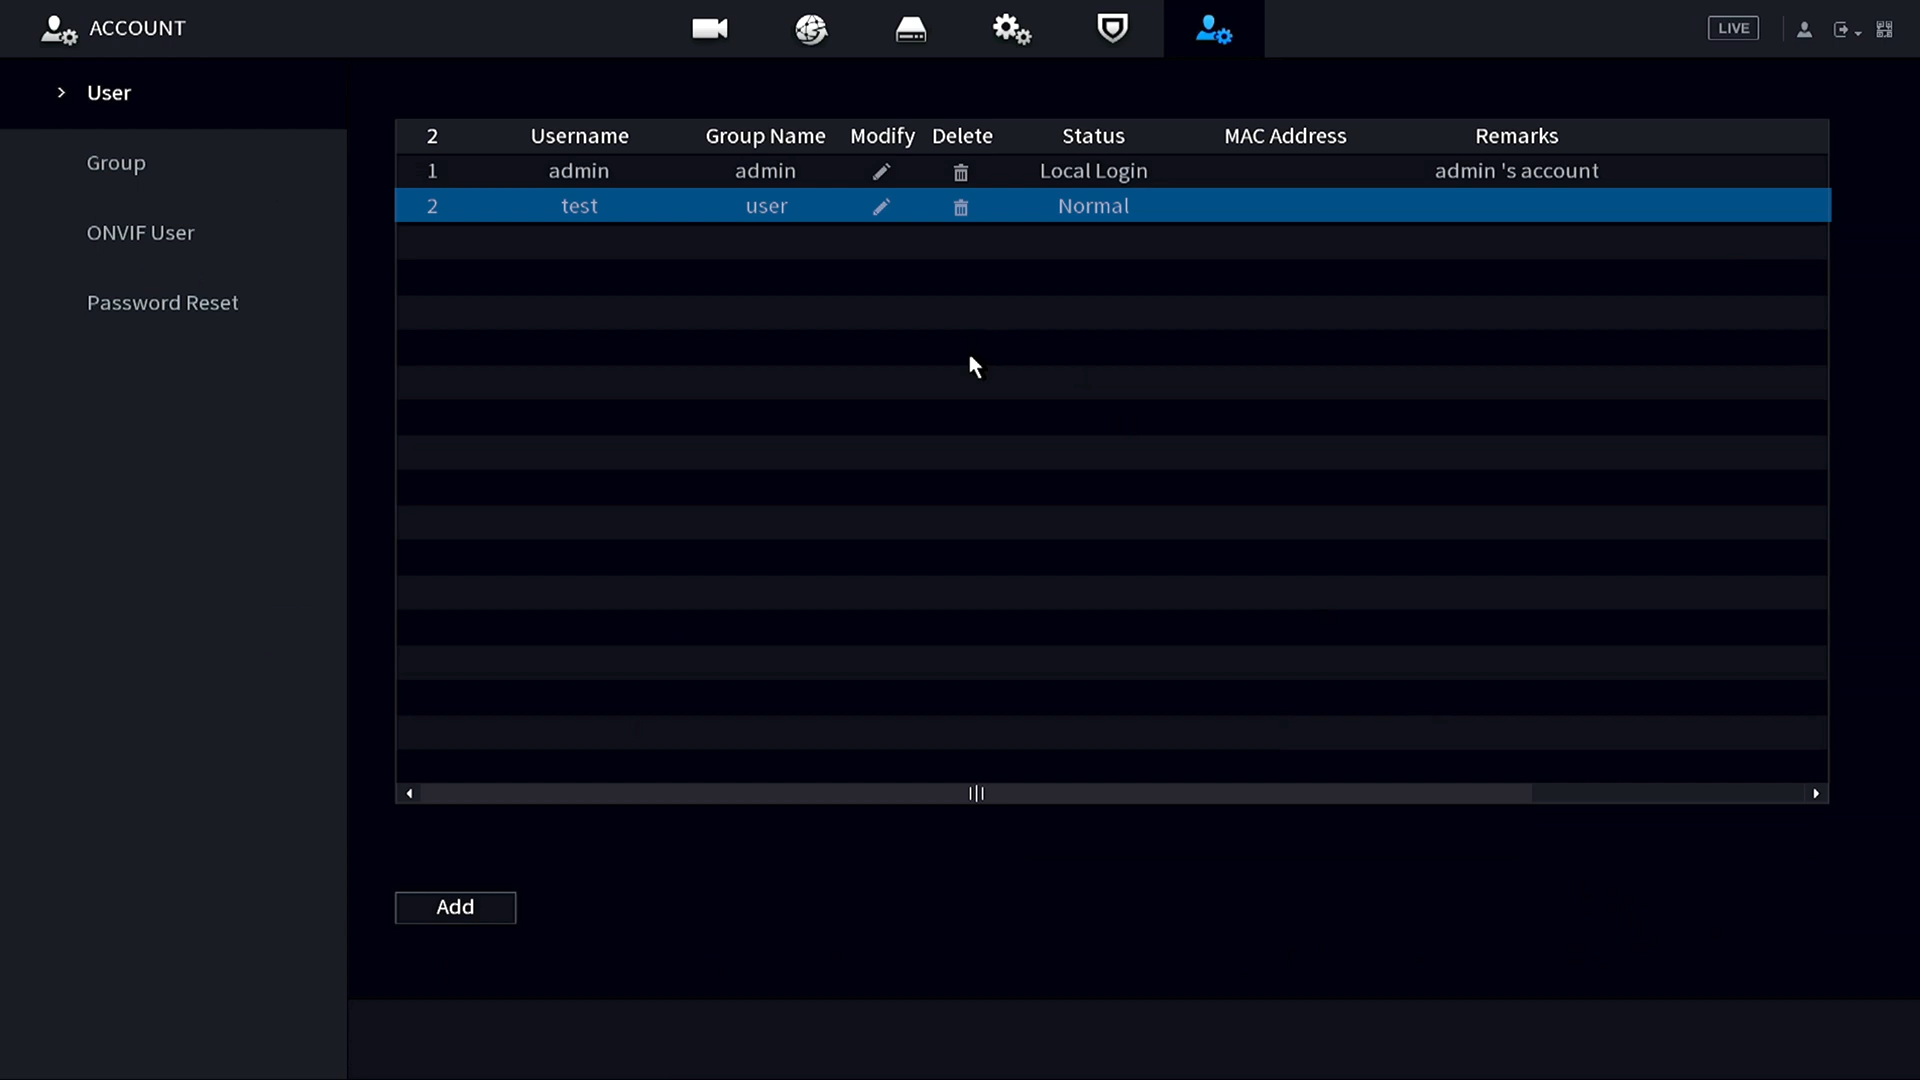 ACCOUNT
LIVE
User
Group
ONVIF User
Password Reset
2 Username Group Name Modify Delete Status MAC Address Remarks
1 admin admin Local Login admin 's account
2 test user Normal
Add